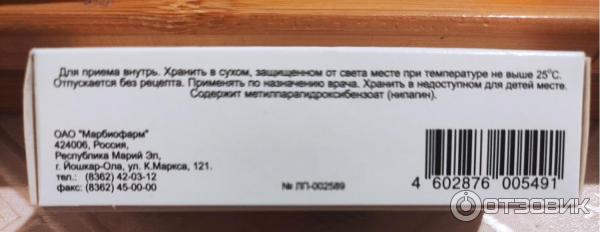 Для приема внутрь. Хранить в сухом, защищенном от света месте при температуре не выше 25°С.
Отпускается без рецепта. Применять по назначению врача. Хранить в недоступном для детей месте.
Содержит метилпарагидроксибензоат (нипагин).
ОАО "Марбиофарм"
424006, Россия,
Республика Марий Эл,
г. Йошкар-Ола, ул. К.Маркса, 121.
тел.: (8362) 42-03-12
факс: (8362) 45-00-00
№ ЛП-002589
4 602876 005491
ОТЗОВИК